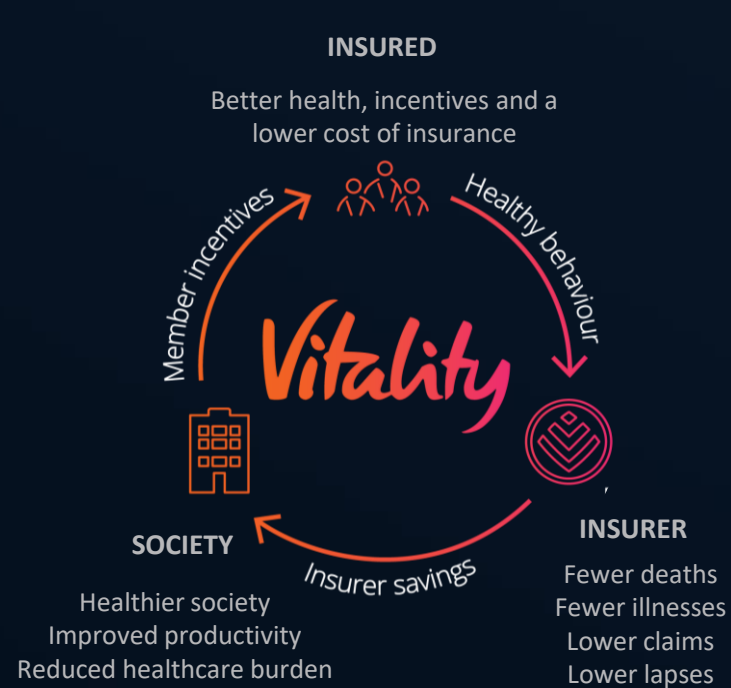 INSURED
Better health, incentives and a
lower cost of insurance
Member incentives
Healthy behaviour
Vitality
SOCIETY
Healthier society
Improved productivity
Reduced healthcare burden
Insurer savings
INSURER
Fewer deaths
Fewer illnesses
Lower claims
Lower lapses